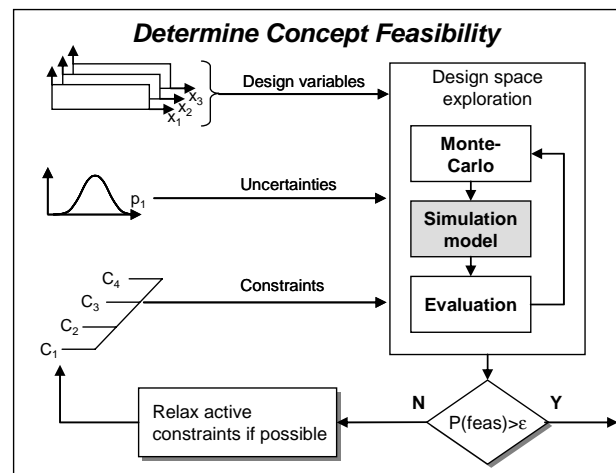 Determine Concept Feasibility
Design variables
x3
x2
x1
Design space
exploration
Monte-
Carlo
Uncertainties
p1
Simulation
model
C4
Constraints
C3
Evaluation
C2
C1
N
Y
Relax active
constraints if possible
P(feas)>ε